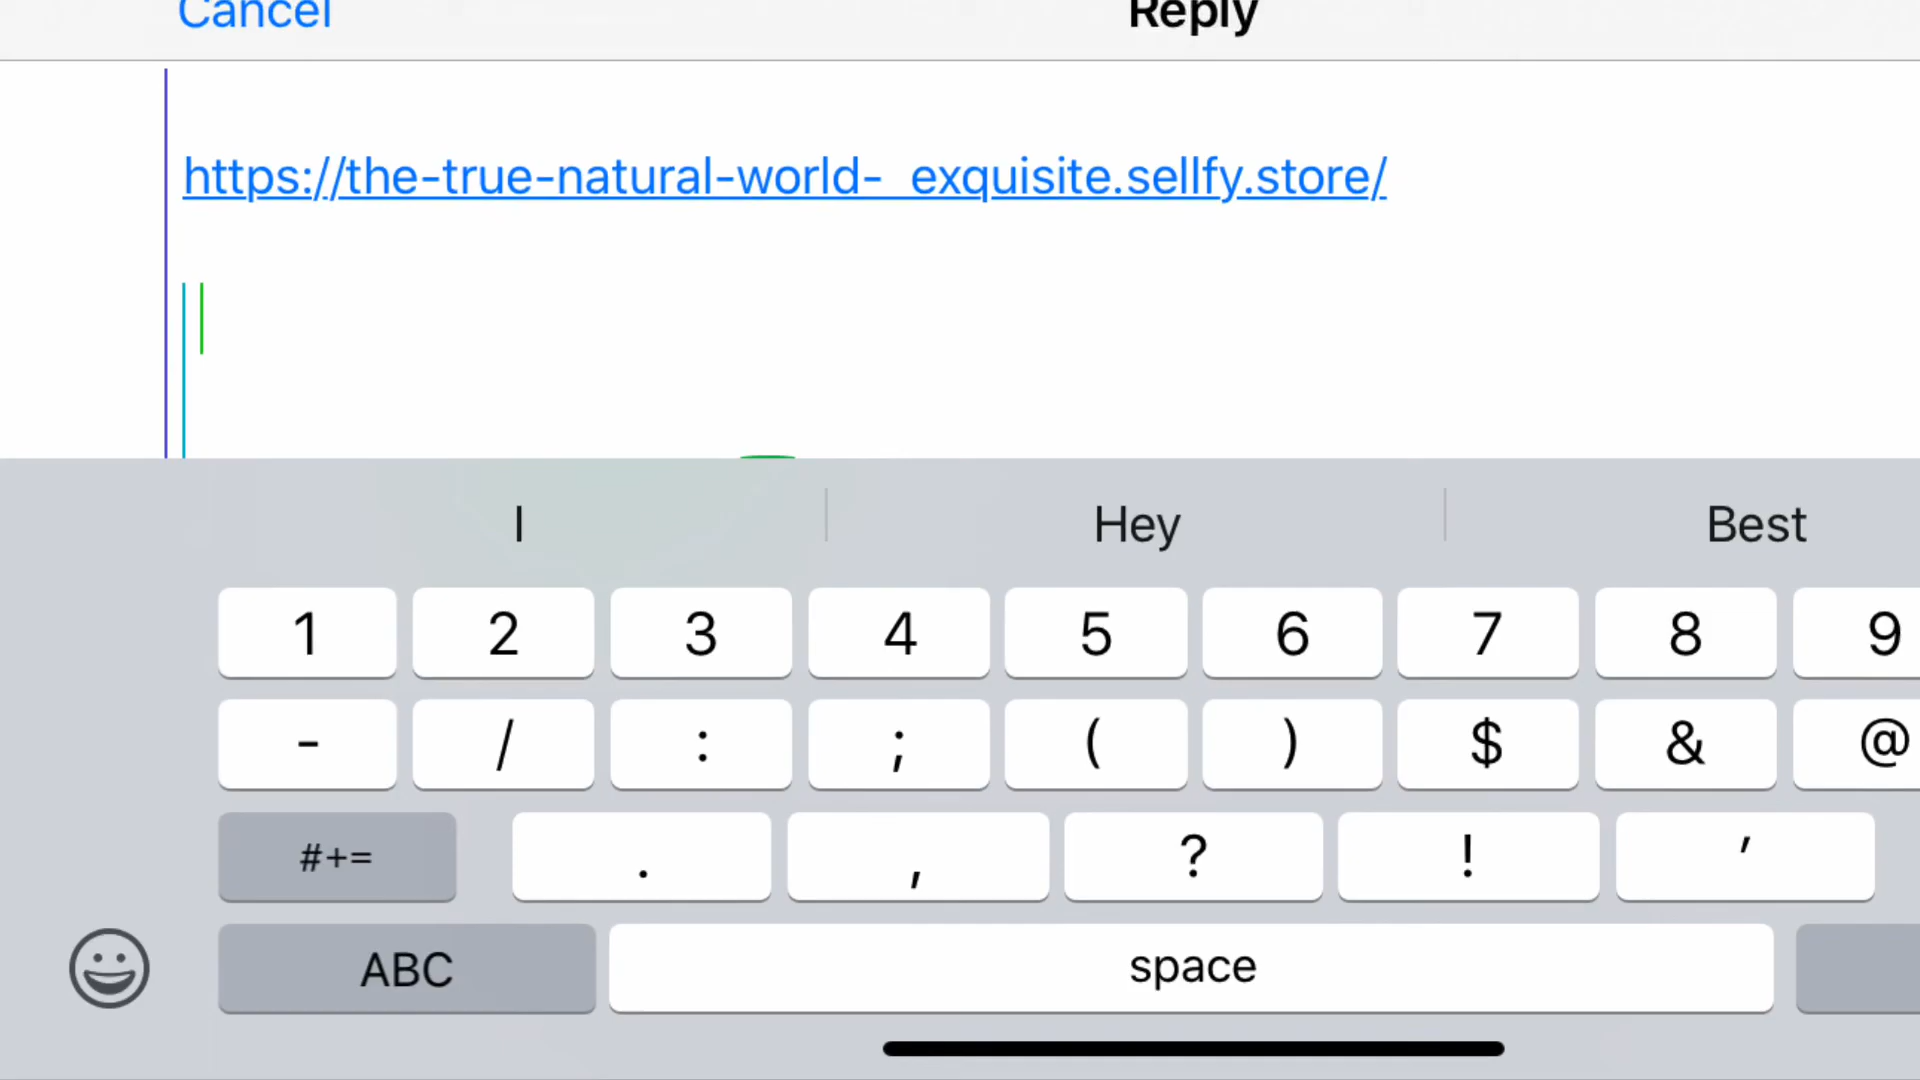 Cancel Reply
https://the-true-natural-world- exquisite.sellfy.store/
I Hey Best
1 2 3 4 5 6 7 8 9
- / : ; ( ) $ & @
#+= . , ? ! ′
ABC space